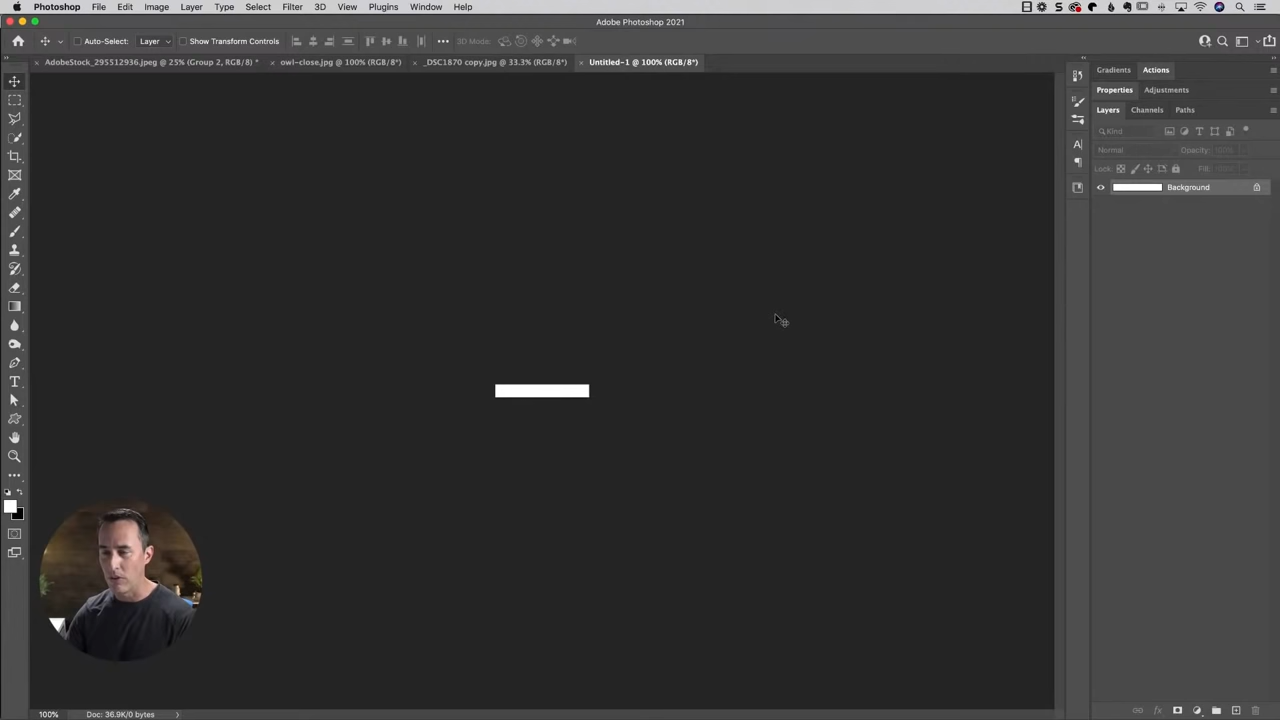 Photoshop File Edit Image Layer Type Select Filter 3D View Plugins Window Help
Adobe Photoshop 2021
Auto-Select: Layer Show Transform Controls 3D Mode:
AdobeStock_295512936.jpeg @ 25% (Group 2, RGB/8) * owl-close.jpg @ 100% (RGB/8*) _DSC1870 copy.jpg @ 33.3% (RGB/8*) Untitled-1 @ 100% (RGB/8*)
Gradients Actions
Properties Adjustments
Layers Channels Paths
Kind
Normal Opacity: 100%
Lock: Fill:
Background
100% Doc: 36.9K/0 bytes